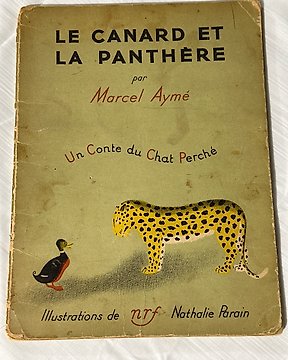 LE CANARD ET
LA PANTHÈRE
par
Marcel Aymé
Un Conte du Chat Perché
Illustrations de nrf Nathalie Parain